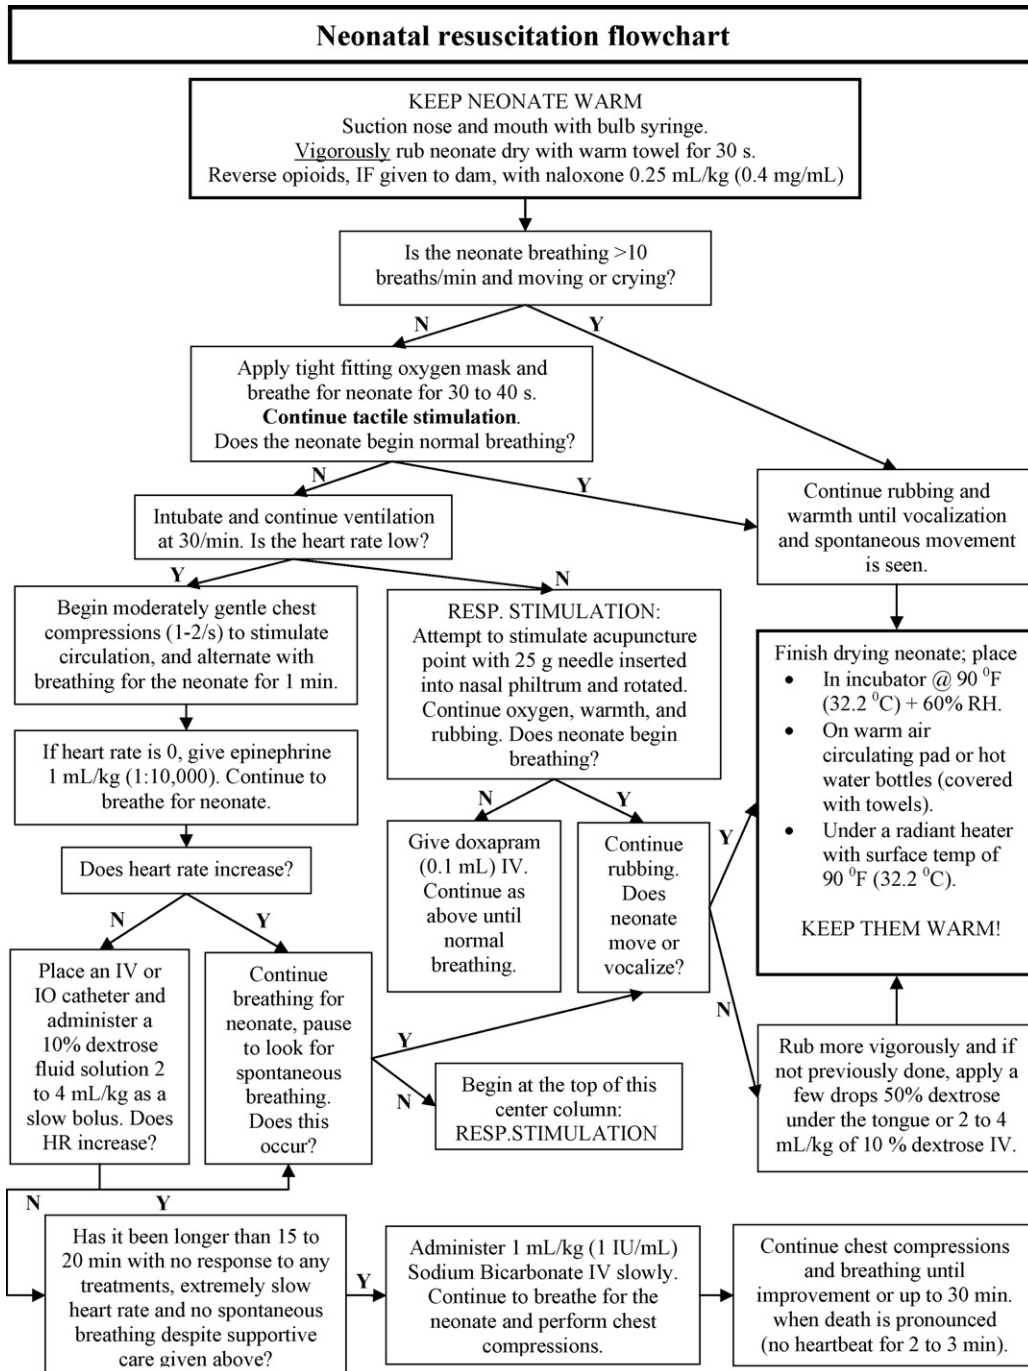 Neonatal resuscitation flowchart
KEEP NEONATE WARM
Suction nose and mouth with bulb syringe.
Vigorously rub neonate dry with warm towel for 30 s.
Reverse opioids, IF given to dam, with naloxone 0.25 mL/kg (0.4 mg/mL)
Is the neonate breathing >10
breaths/min and moving or crying?
N
Y
Apply tight fitting oxygen mask and
breathe for neonate for 30 to 40 s.
Continue tactile stimulation.
Does the neonate begin normal breathing?
N
Y
Continue rubbing and
warmth until vocalization
and spontaneous movement
is seen.
Intubate and continue ventilation
at 30/min. Is the heart rate low?
Y
N
Begin moderately gentle chest
compressions (1-2/s) to stimulate
circulation, and alternate with
breathing for the neonate for 1 min.
RESP. STIMULATION:
Attempt to stimulate acupuncture
point with 25 g needle inserted
into nasal philtrum and rotated.
Continue oxygen, warmth, and
rubbing. Does neonate begin
breathing?
Finish drying neonate; place
• In incubator @ 90 ⁰F
(32.2 ⁰C) + 60% RH.
• On warm air
circulating pad or hot
water bottles (covered
with towels).
• Under a radiant heater
with surface temp of
90 ⁰F (32.2 ⁰C).
KEEP THEM WARM!
If heart rate is 0, give epinephrine
1 mL/kg (1:10,000). Continue to
breathe for neonate.
N
Y
Does heart rate increase?
Give doxapram
(0.1 mL) IV.
Continue as
above until
normal
breathing.
Continue
rubbing.
Does
neonate
move or
vocalize?
Y
N
N
Y
Place an IV or
IO catheter and
administer a
10% dextrose
fluid solution 2
to 4 mL/kg as a
slow bolus. Does
HR increase?
Continue
breathing for
neonate, pause
to look for
spontaneous
breathing.
Does this
occur?
Y
N
Begin at the top of this
center column:
RESP.STIMULATION
Rub more vigorously and if
not previously done, apply a
few drops 50% dextrose
under the tongue or 2 to 4
mL/kg of 10 % dextrose IV.
N
Y
Has it been longer than 15 to
20 min with no response to any
treatments, extremely slow
heart rate and no spontaneous
breathing despite supportive
care given above?
Y
Administer 1 mL/kg (1 IU/mL)
Sodium Bicarbonate IV slowly.
Continue to breathe for the
neonate and perform chest
compressions.
Continue chest compressions
and breathing until
improvement or up to 30 min.
when death is pronounced
(no heartbeat for 2 to 3 min).